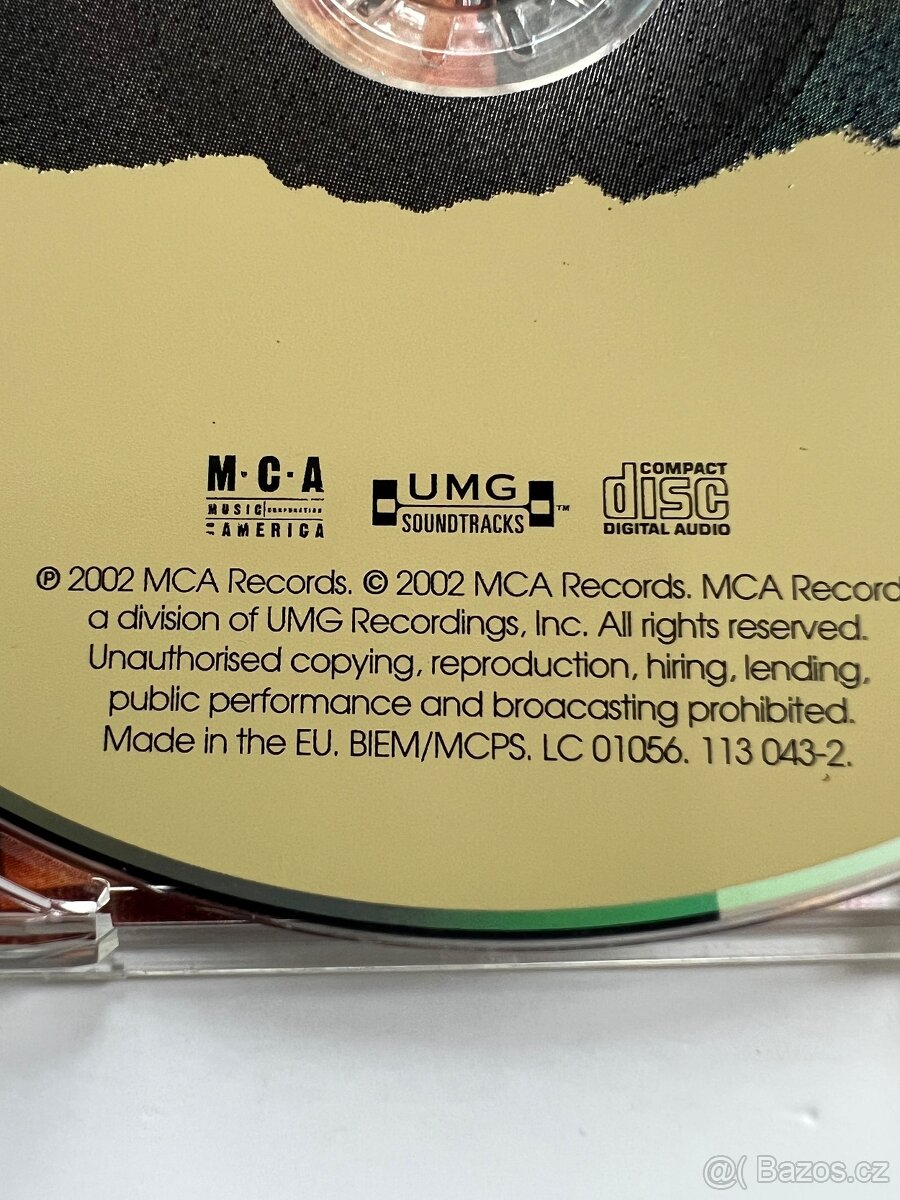 M·C·A
MUSIC CORPORATION
AMERICA
UMG
SOUNDTRACKS
™
COMPACT
disc
DIGITAL AUDIO
℗ 2002 MCA Records. © 2002 MCA Records. MCA Record
a division of UMG Recordings, Inc. All rights reserved.
Unauthorised copying, reproduction, hiring, lending,
public performance and broacasting prohibited.
Made in the EU. BIEM/MCPS. LC 01056. 113 043-2.
@( Bazos.cz